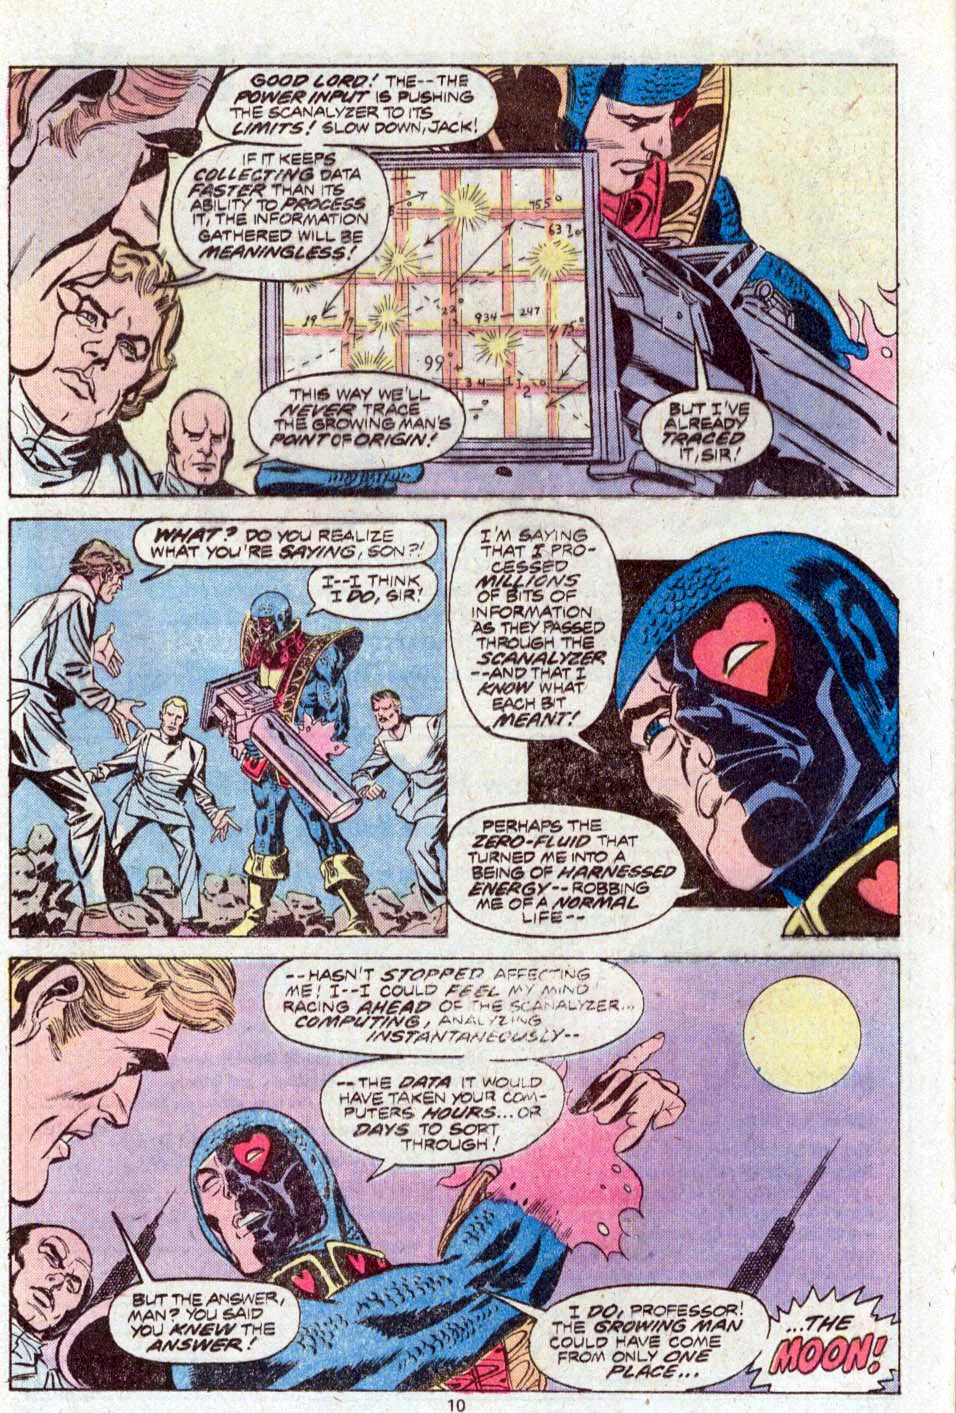 GOOD LORD! THE--THE
POWER INPUT IS PUSHING
THE SCANALYZER TO ITS
LIMITS! SLOW DOWN, JACK!
IF IT KEEPS
COLLECTING DATA
FASTER THAN ITS
ABILITY TO PROCESS
IT, THE INFORMATION
GATHERED WILL BE
MEANINGLESS!
755°
63%
19
22
934
247
475°
99°
34
2
THIS WAY WE'LL
NEVER TRACE
THE GROWING MAN'S
POINT OF ORIGIN!
BUT I'VE
ALREADY
TRACED
IT, SIR!
WHAT? DO YOU REALIZE
WHAT YOU'RE SAYING, SON?!
I--I THINK
I DO, SIR!
I'M SAYING
THAT I PRO-
CESSED
MILLIONS
OF BITS OF
INFORMATION
AS THEY PASSED
THROUGH THE
SCANALYZER
--AND THAT I
KNOW WHAT
EACH BIT
MEANT!
PERHAPS THE
ZERO-FLUID THAT
TURNED ME INTO A
BEING OF HARNESSED
ENERGY--ROBBING
ME OF A NORMAL
LIFE--
--HASN'T STOPPED AFFECTING
ME! I--I COULD FEEL MY MIND
RACING AHEAD OF THE SCANALYZER...
COMPUTING, ANALYZING
INSTANTANEOUSLY--
--THE DATA IT WOULD
HAVE TAKEN YOUR COM-
PUTERS HOURS... OR
DAYS TO SORT
THROUGH!
BUT THE ANSWER,
MAN? YOU SAID
YOU KNEW THE
ANSWER!
I DO, PROFESSOR!
THE GROWING MAN
COULD HAVE COME
FROM ONLY ONE
PLACE...
...THE
MOON!
10